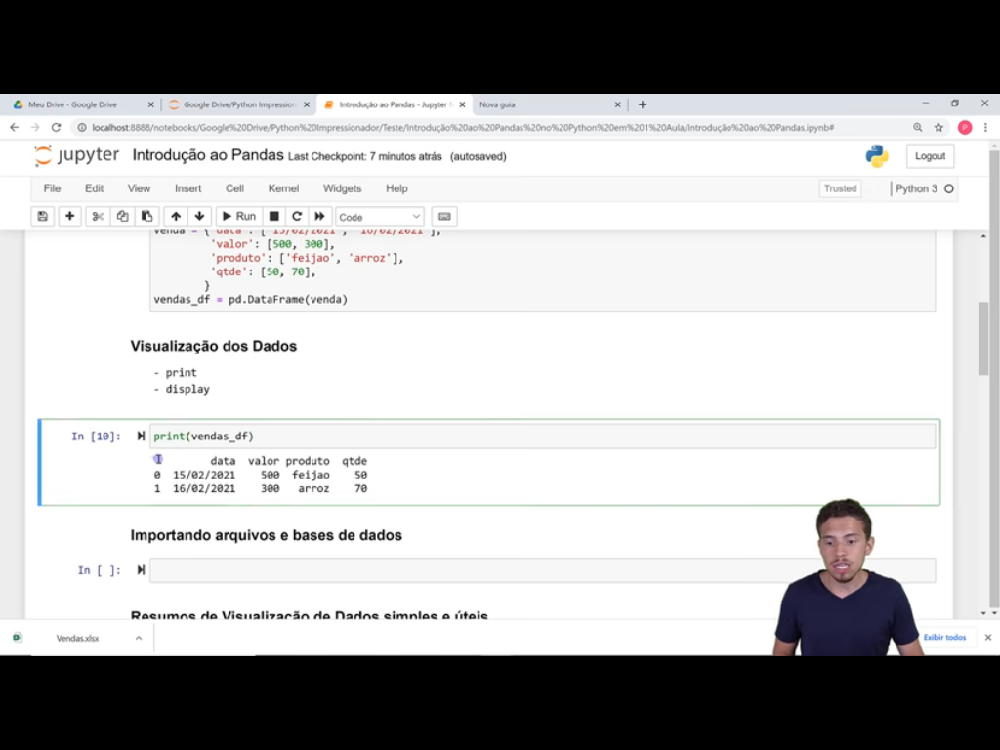 Meu Drive - Google Drive
Google Drive/Python Impression
Introdução ao Pandas - Jupyter
Nova guia
localhost:8888/notebooks/Google%20Drive/Python%20Impressionador/Teste/Introdução%20ao%20Pandas%20no%20Python%20em%201%20Aula/Introdução%20ao%20Pandas.ipynb#
P
jupyter Introdução ao Pandas Last Checkpoint: 7 minutos atrás (autosaved)
Logout
File Edit View Insert Cell Kernel Widgets Help
Trusted
Python 3
Run
Code
venda = {'data': ['15/02/2021', '16/02/2021'],
'valor': [500, 300],
'produto': ['feijao', 'arroz'],
'qtde': [50, 70],
}
vendas_df = pd.DataFrame(venda)
Visualização dos Dados
- print
- display
In [10]: print(vendas_df)
data valor produto qtde
0 15/02/2021 500 feijao 50
1 16/02/2021 300 arroz 70
Importando arquivos e bases de dados
In [ ]:
Resumos de Visualização de Dados simples e úteis
Vendas.xlsx
Exibir todos